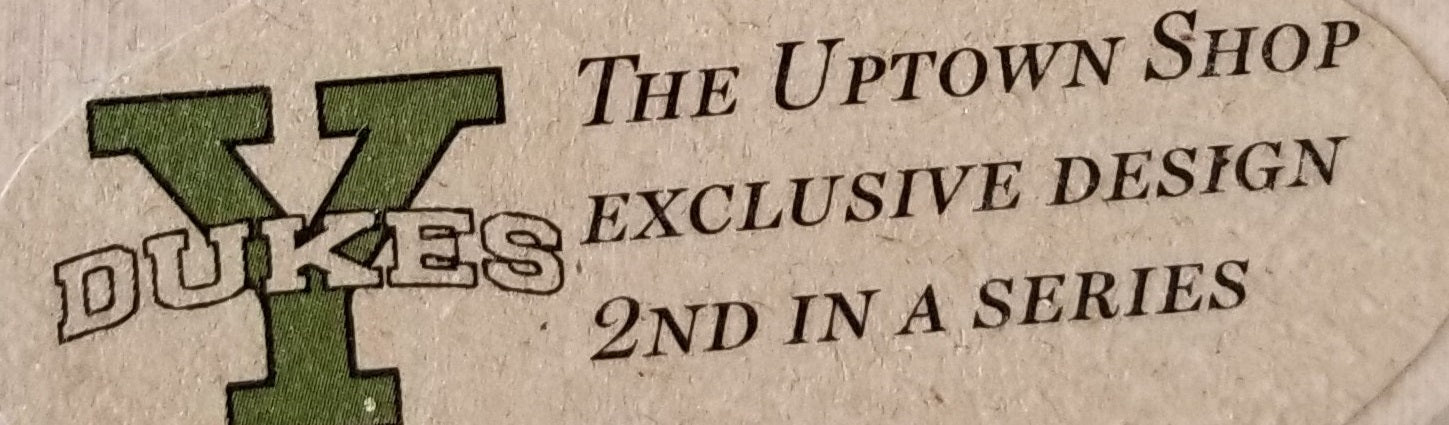 Y
DUKES
THE UPTOWN SHOP
EXCLUSIVE DESIGN
2ND IN A SERIES